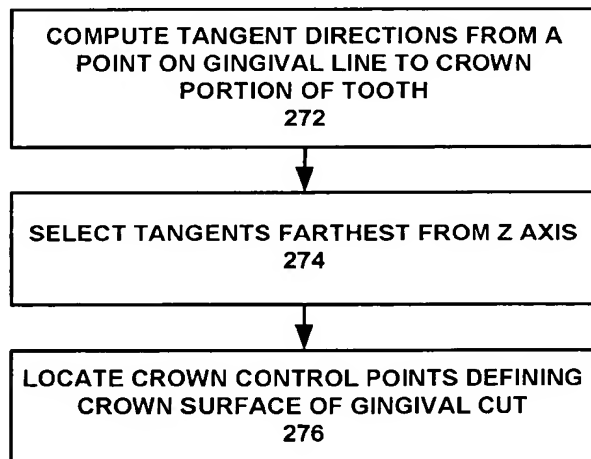 COMPUTE TANGENT DIRECTIONS FROM A
POINT ON GINGIVAL LINE TO CROWN
PORTION OF TOOTH
272
SELECT TANGENTS FARTHEST FROM Z AXIS
274
LOCATE CROWN CONTROL POINTS DEFINING
CROWN SURFACE OF GINGIVAL CUT
276